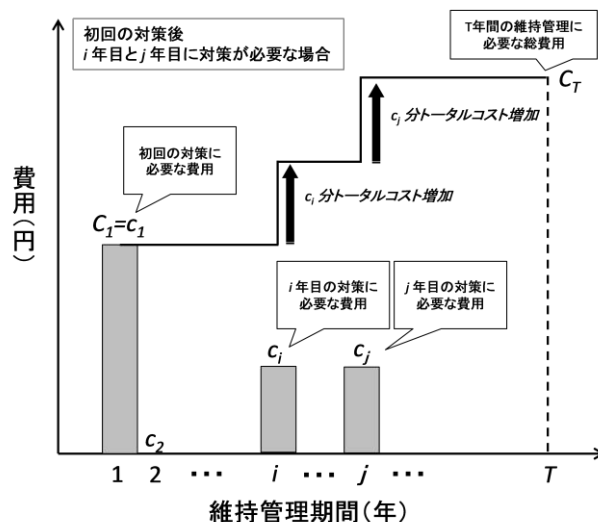 初回の対策後
i 年目と j 年目に対策が必要な場合
T年間の維持管理に
必要な総費用
C_T
c_j 分トータルコスト増加
初回の対策に
必要な費用
c_i 分トータルコスト増加
C_1=c_1
費用(円)
i 年目の対策に
必要な費用
j 年目の対策に
必要な費用
c_i
c_j
c_2
1 2 ･･･ i ･･･ j ･･･ T
維持管理期間(年)